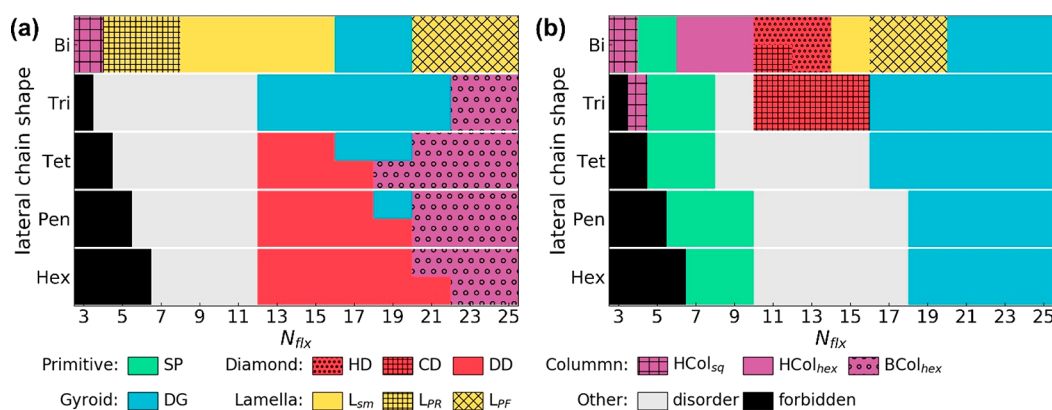 (a)
lateral chain shape
Bi
Tri
Tet
Pen
Hex
3 5 7 9 11 13 15 17 19 21 23 25
N_flx
(b)
lateral chain shape
Bi
Tri
Tet
Pen
Hex
3 5 7 9 11 13 15 17 19 21 23 25
N_flx
Primitive: SP Diamond: HD CD DD Colummn: HCol_sq HCol_hex BCol_hex
Gyroid: DG Lamella: L_sm L_PR L_PF Other: disorder forbidden